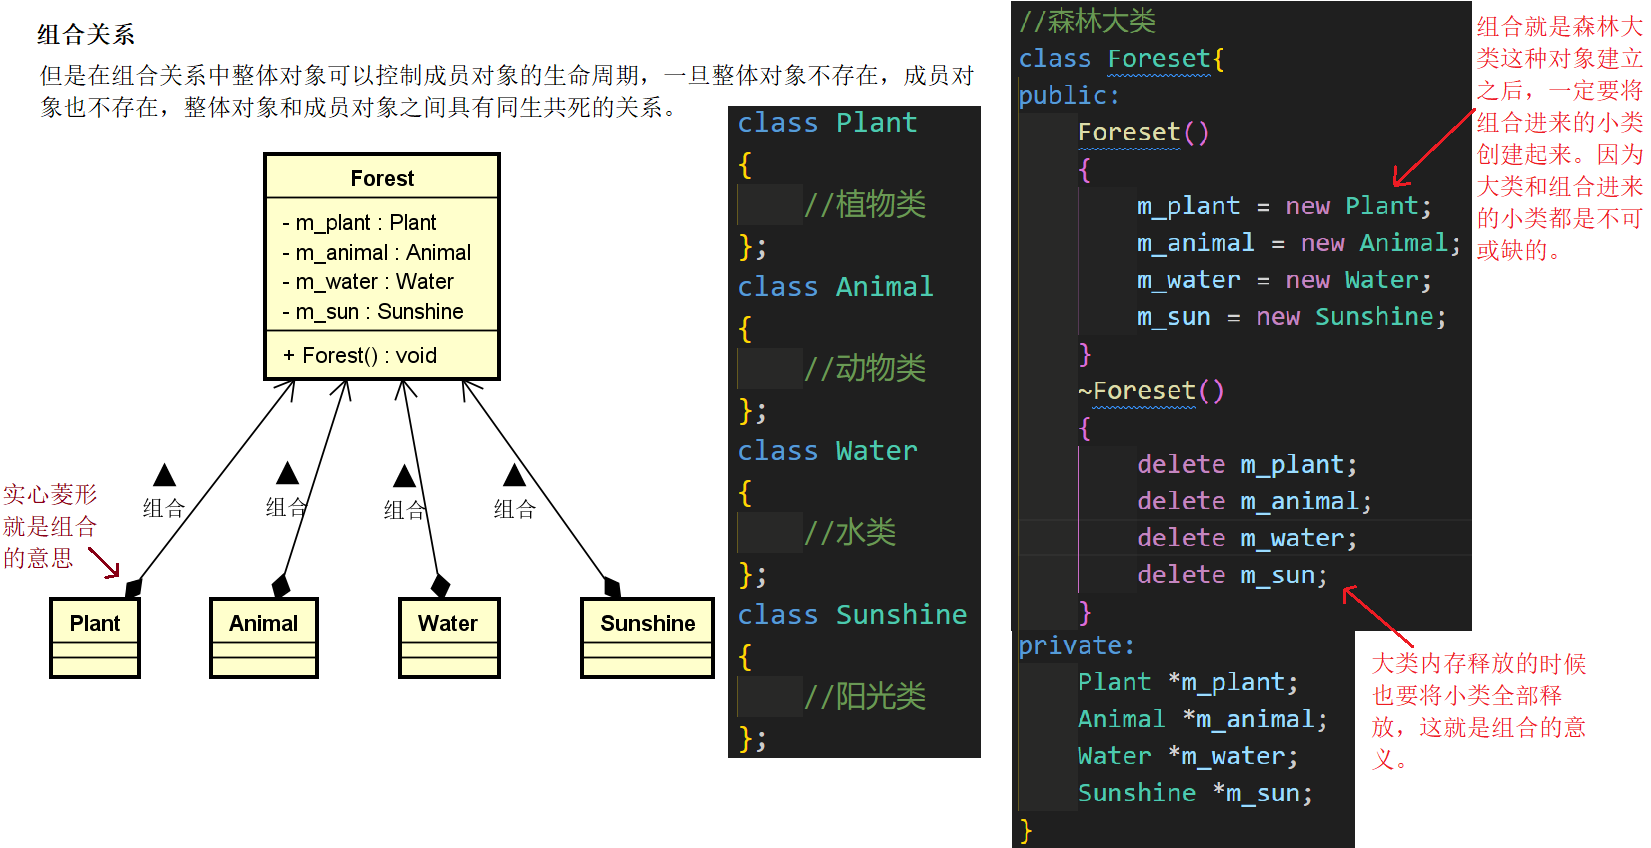 组合关系
但是在组合关系中整体对象可以控制成员对象的生命周期，一旦整体对象不存在，成员对
象也不存在，整体对象和成员对象之间具有同生共死的关系。
Forest
- m_plant : Plant
- m_animal : Animal
- m_water : Water
- m_sun : Sunshine
+ Forest() : void
组合
组合
组合
组合
实心菱形
就是组合
的意思
Plant
Animal
Water
Sunshine
class Plant
{
//植物类
};
class Animal
{
//动物类
};
class Water
{
//水类
};
class Sunshine
{
//阳光类
};
//森林大类
class Foreset{
public:
Foreset()
{
m_plant = new Plant;
m_animal = new Animal;
m_water = new Water;
m_sun = new Sunshine;
}
~Foreset()
{
delete m_plant;
delete m_animal;
delete m_water;
delete m_sun;
}
private:
Plant *m_plant;
Animal *m_animal;
Water *m_water;
Sunshine *m_sun;
}
组合就是森林大
类这种对象建立
之后，一定要将
组合进来的小类
创建起来。因为
大类和组合进来
的小类都是不可
或缺的。
大类内存释放的时候
也要将小类全部释
放，这就是组合的意
义。